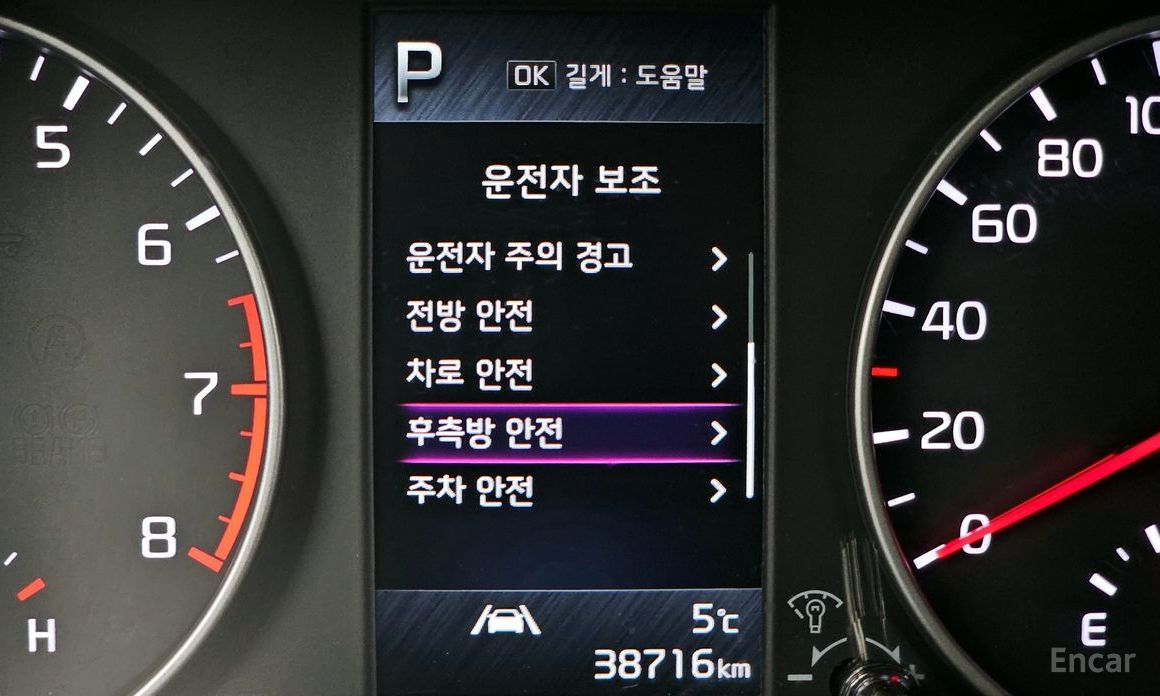 P
OK 길게 : 도움말
운전자 보조
운전자 주의 경고
전방 안전
차로 안전
후측방 안전
주차 안전
5℃
38716km
5
6
7
8
H
10
80
60
40
20
0
E
Encar